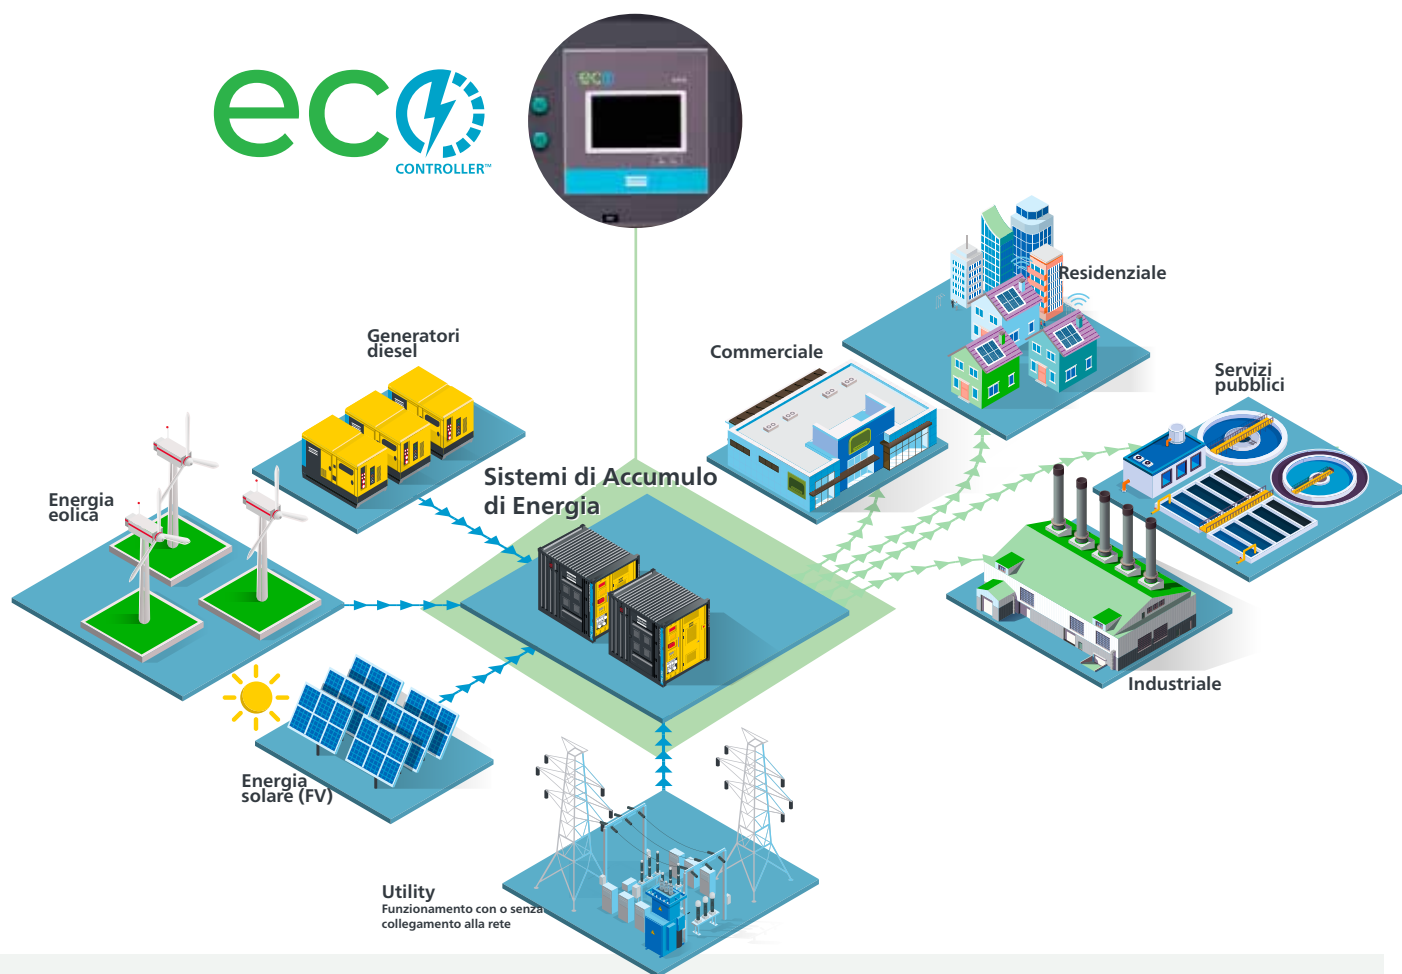 eco
CONTROLLER™
eco
Residenziale
Generatori
diesel
Commerciale
Servizi
pubblici
Sistemi di Accumulo
di Energia
Energia
eolica
Industriale
Energia
solare (FV)
Utility
Funzionamento con o senza
collegamento alla rete